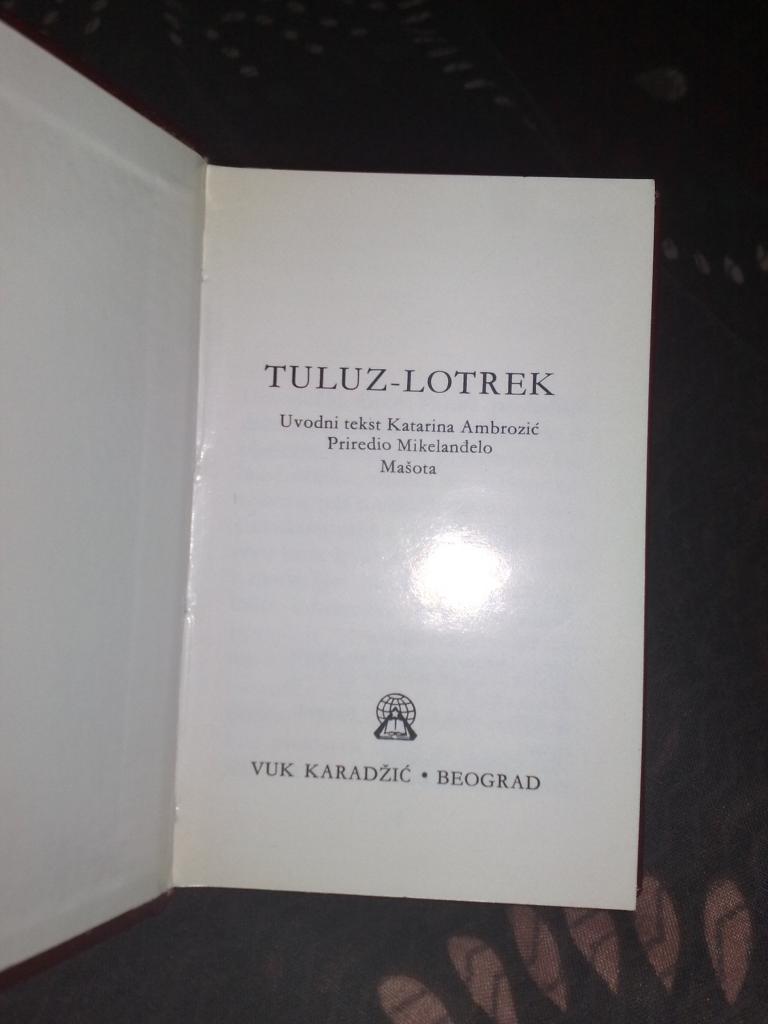 TULUZ-LOTREK
Uvodni tekst Katarina Ambrozić
Priredio Mikelanđelo
Mašota
VUK KARADŽIĆ • BEOGRAD